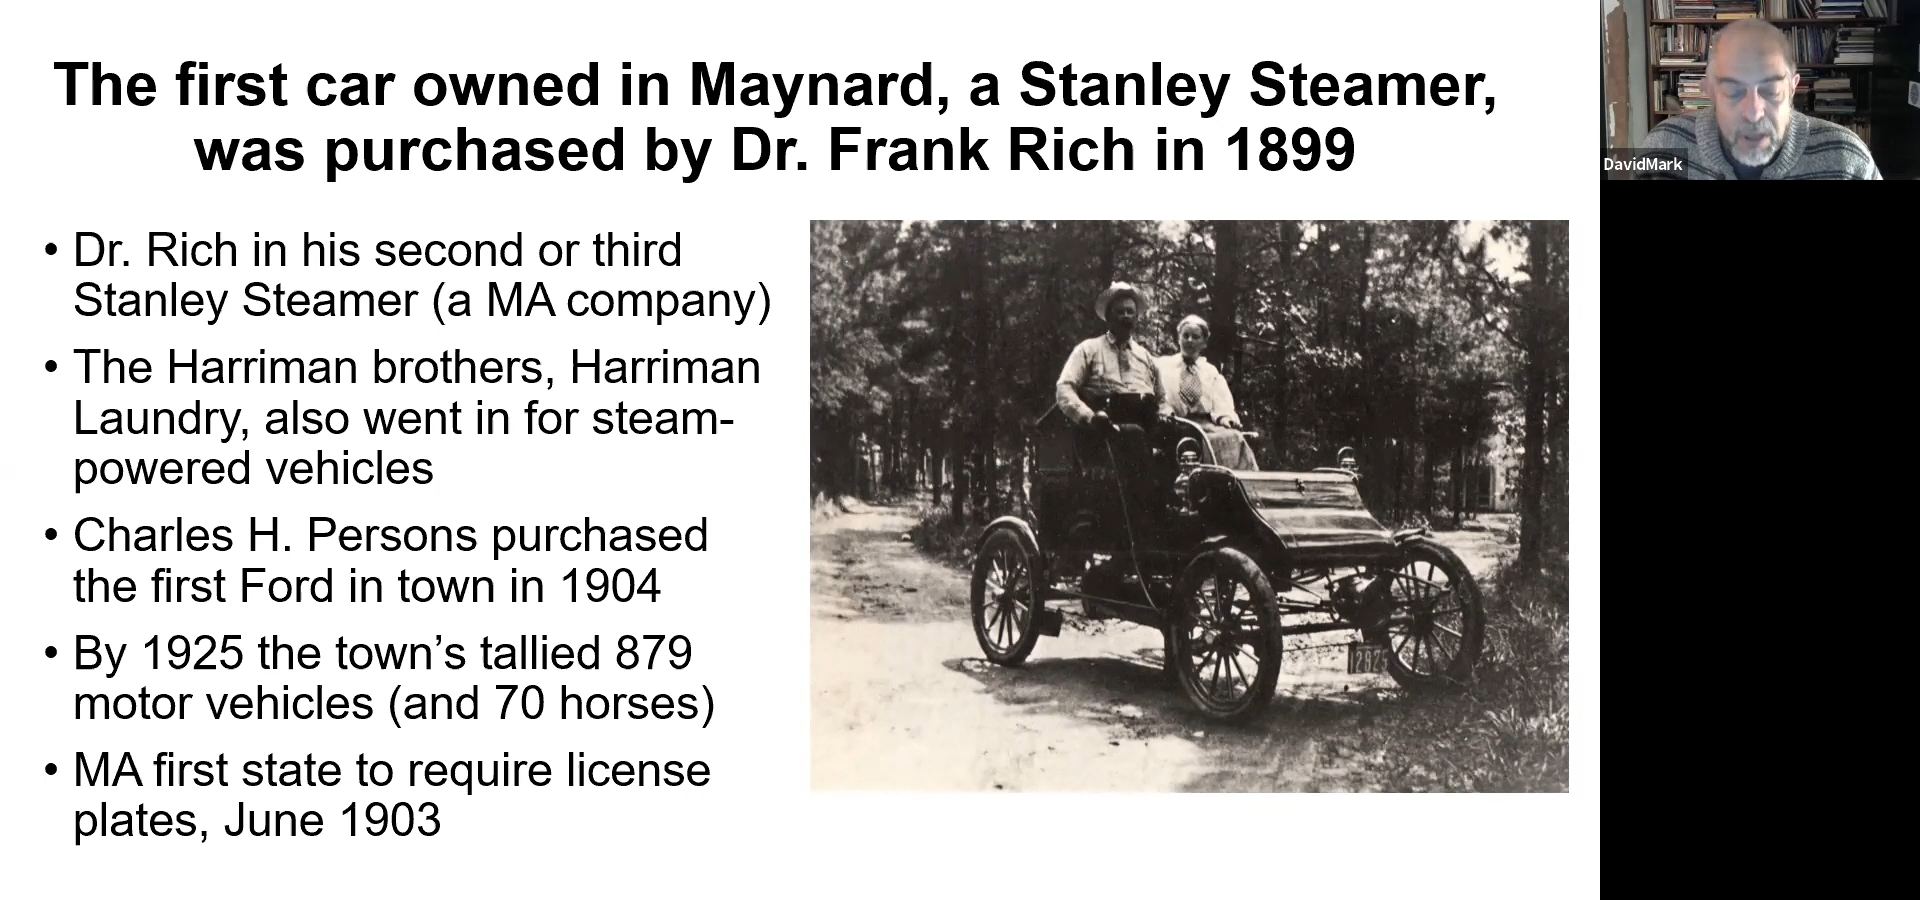 The first car owned in Maynard, a Stanley Steamer,
was purchased by Dr. Frank Rich in 1899
• Dr. Rich in his second or third
Stanley Steamer (a MA company)
• The Harriman brothers, Harriman
Laundry, also went in for steam-
powered vehicles
• Charles H. Persons purchased
the first Ford in town in 1904
• By 1925 the town’s tallied 879
motor vehicles (and 70 horses)
• MA first state to require license
plates, June 1903
DavidMark